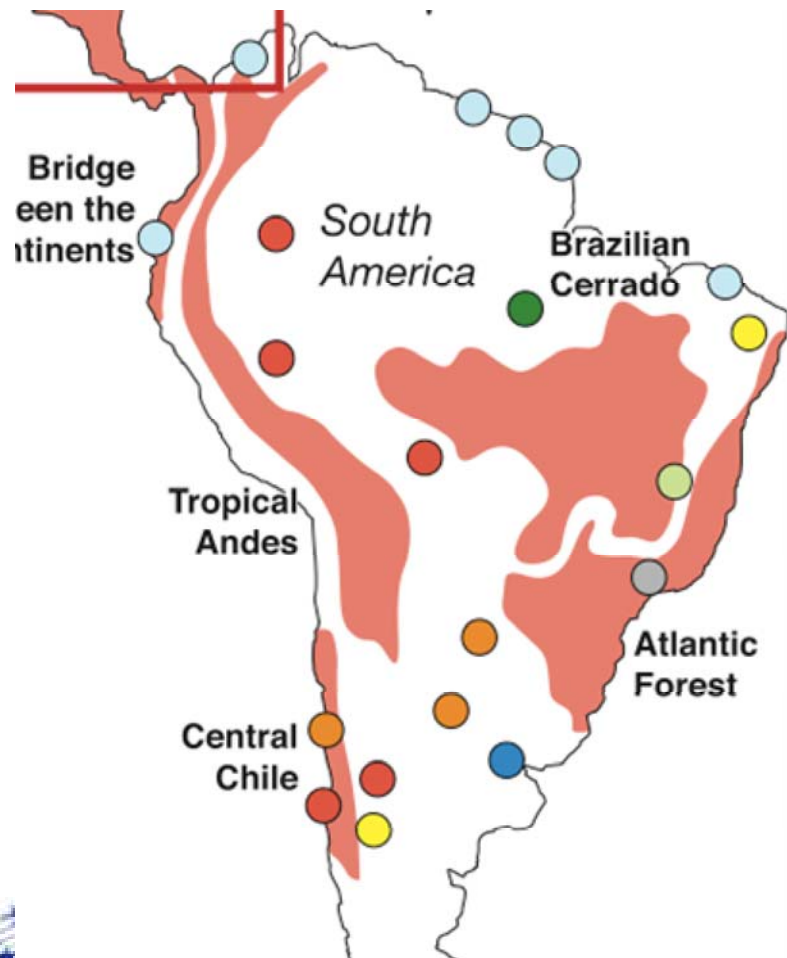 Bridge
een the
ntinents
South
America
Brazilian
Cerrado
Tropical
Andes
Atlantic
Forest
Central
Chile